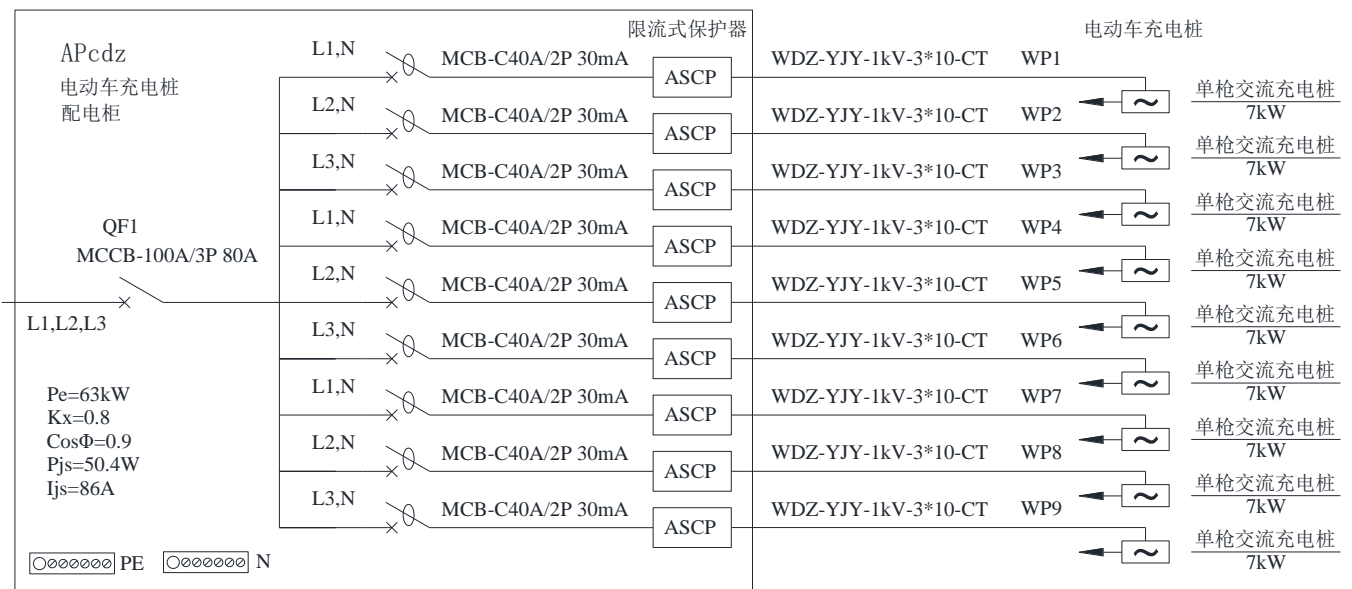 限流式保护器
电动车充电桩
APcdz
电动车充电桩
配电柜
L1,N
MCB-C40A/2P 30mA
ASCP
WDZ-YJY-1kV-3*10-CT
WP1
单枪交流充电桩
7kW
L2,N
MCB-C40A/2P 30mA
ASCP
WDZ-YJY-1kV-3*10-CT
WP2
单枪交流充电桩
7kW
L3,N
MCB-C40A/2P 30mA
ASCP
WDZ-YJY-1kV-3*10-CT
WP3
单枪交流充电桩
7kW
L1,N
MCB-C40A/2P 30mA
ASCP
WDZ-YJY-1kV-3*10-CT
WP4
单枪交流充电桩
7kW
QF1
MCCB-100A/3P 80A
L1,L2,L3
L2,N
MCB-C40A/2P 30mA
ASCP
WDZ-YJY-1kV-3*10-CT
WP5
单枪交流充电桩
7kW
L3,N
MCB-C40A/2P 30mA
ASCP
WDZ-YJY-1kV-3*10-CT
WP6
单枪交流充电桩
7kW
L1,N
MCB-C40A/2P 30mA
ASCP
WDZ-YJY-1kV-3*10-CT
WP7
单枪交流充电桩
7kW
L2,N
MCB-C40A/2P 30mA
ASCP
WDZ-YJY-1kV-3*10-CT
WP8
单枪交流充电桩
7kW
L3,N
MCB-C40A/2P 30mA
ASCP
WDZ-YJY-1kV-3*10-CT
WP9
单枪交流充电桩
7kW
Pe=63kW
Kx=0.8
CosΦ=0.9
Pjs=50.4W
Ijs=86A
PE
N